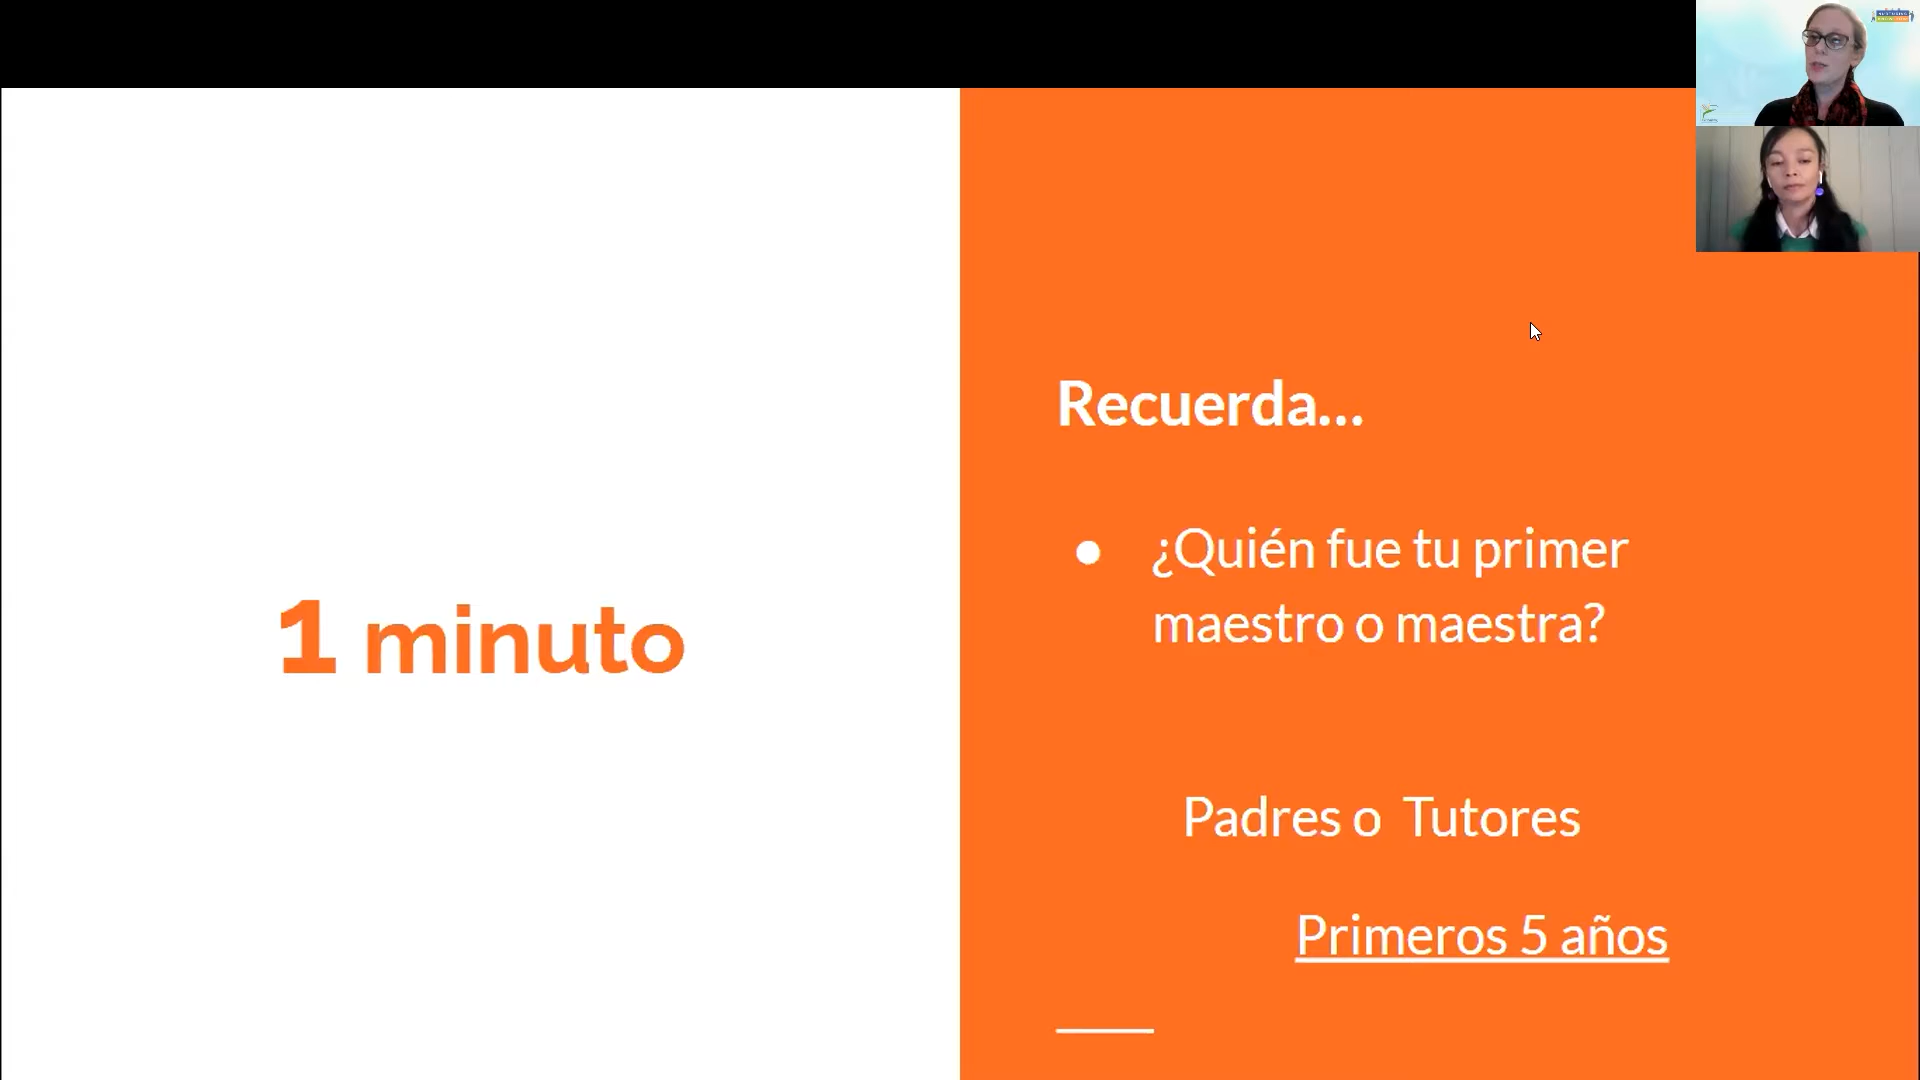 1 minuto
Recuerda...
¿Quién fue tu primer
maestro o maestra?
Padres o Tutores
Primeros 5 años